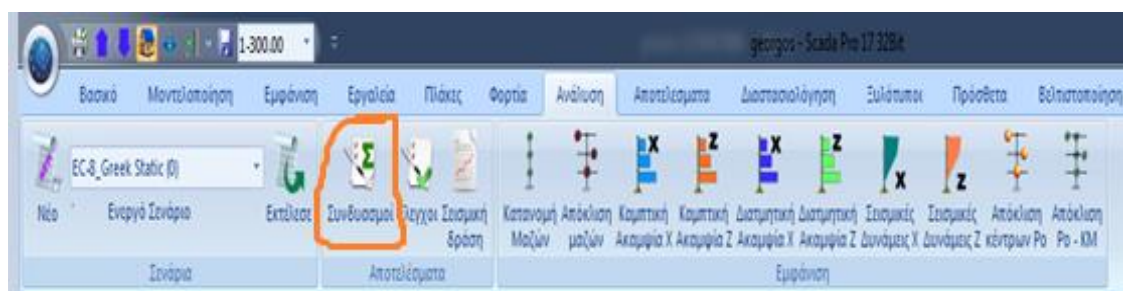 1-300.00
georgos - Scada Pro 17 32Bit
Βασικό Μοντελοποίηση Εμφάνιση Εργαλεία Πλάκες Φορτία Ανάλυση Αποτελέσματα Διαστασιολόγηση Ξυλότυποι Πρόσθετα Βελτιστοποίηση
EC-8_Greek Static (0)
X Z X Z X Z
Νέο Ενεργό Σενάριο Εκτέλεσε Συνδυασμοί Έλεγχοι Σεισμική Κατανομή Απόκλιση Καμπτική Καμπτική Διατμητική Διατμητική Σεισμικές Σεισμικές Απόκλιση Απόκλιση
δράση Μαζών μαζών Ακαμψία X Ακαμψία Z Ακαμψία X Ακαμψία Z Δυνάμεις X Δυνάμεις Z κέντρων Ρο Ρο - ΚΜ
Σενάρια Αποτελέσματα Εμφάνιση